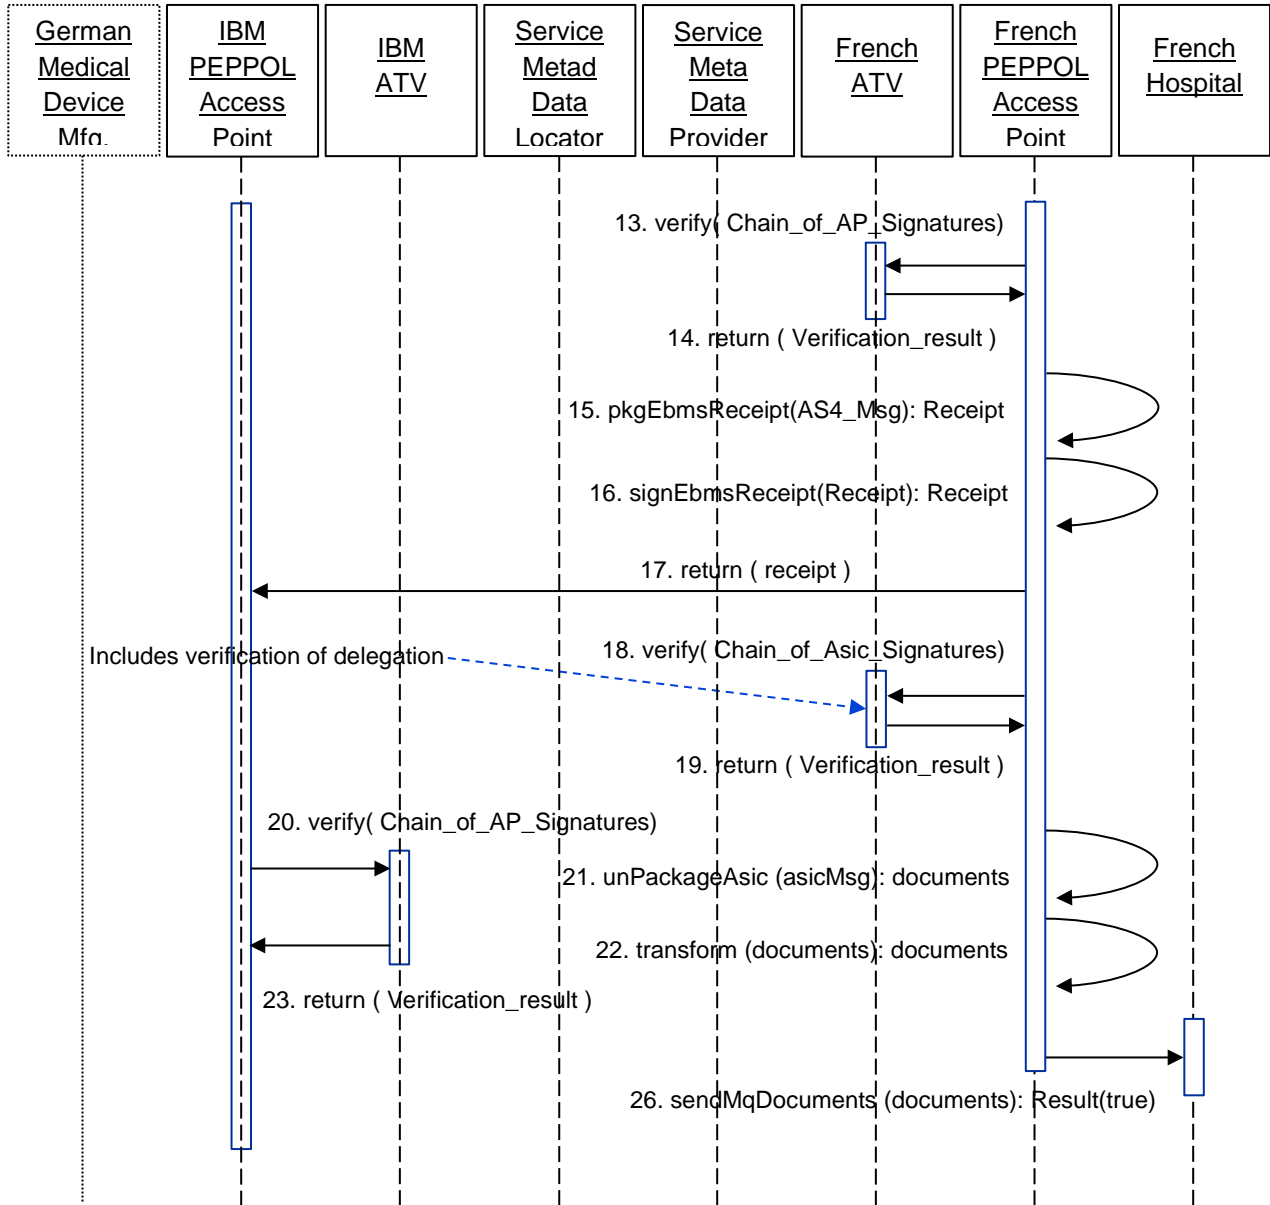 German
Medical
Device
Mfg.
IBM
PEPPOL
Access
Point
IBM
ATV
Service
Metad
Data
Locator
Service
Meta
Data
Provider
French
ATV
French
PEPPOL
Access
Point
French
Hospital
13. verify( Chain_of_AP_Signatures)
14. return ( Verification_result )
15. pkgEbmsReceipt(AS4_Msg): Receipt
16. signEbmsReceipt(Receipt): Receipt
17. return ( receipt )
Includes verification of delegation
18. verify( Chain_of_Asic_Signatures)
19. return ( Verification_result )
20. verify( Chain_of_AP_Signatures)
21. unPackageAsic (asicMsg): documents
22. transform (documents): documents
23. return ( Verification_result )
26. sendMqDocuments (documents): Result(true)